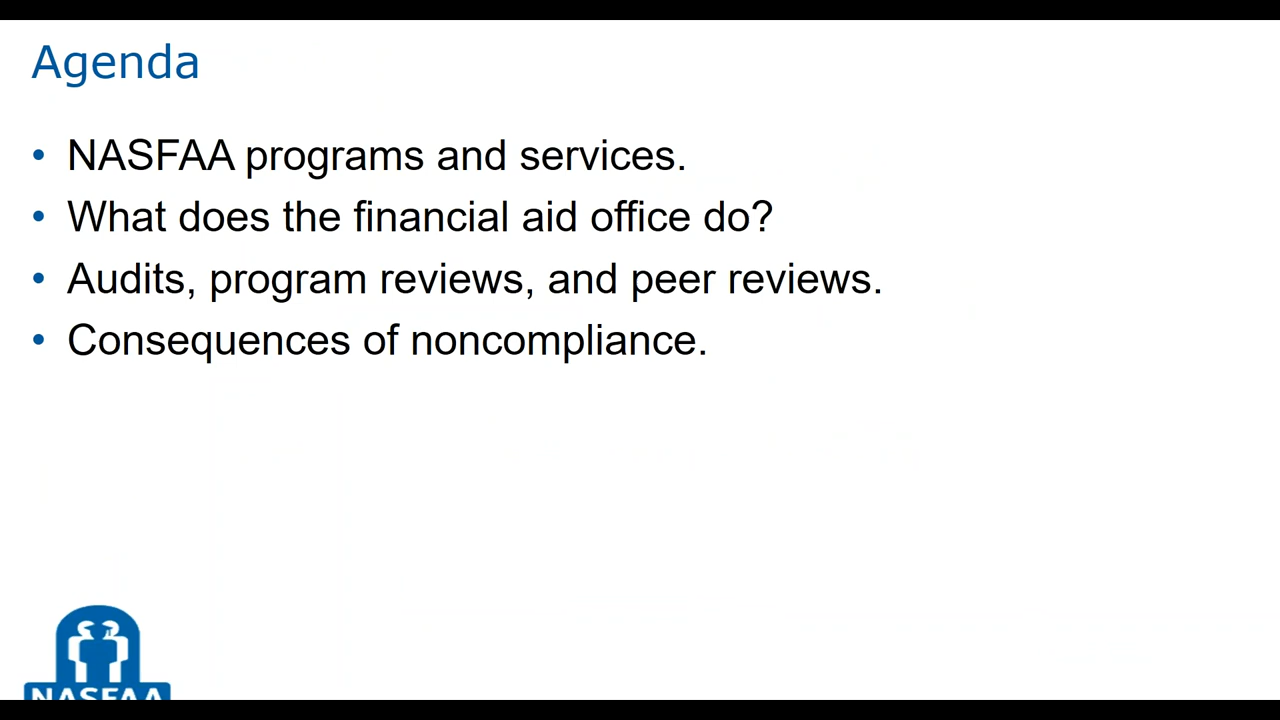 Agenda
• NASFAA programs and services.
• What does the financial aid office do?
• Audits, program reviews, and peer reviews.
• Consequences of noncompliance.
NASFAA